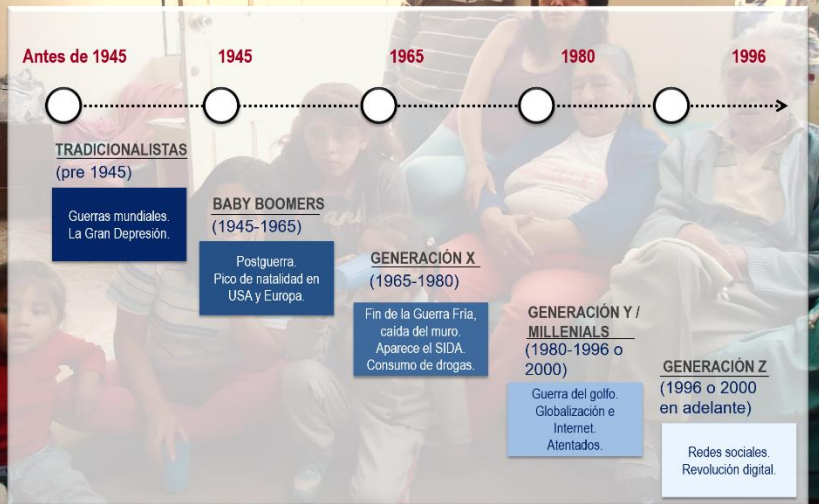 Antes de 1945
1945
1965
1980
1996
TRADICIONALISTAS
(pre 1945)
Guerras mundiales.
La Gran Depresión.
BABY BOOMERS
(1945-1965)
Postguerra.
Pico de natalidad en
USA y Europa.
GENERACIÓN X
(1965-1980)
Fin de la Guerra Fría,
caída del muro.
Aparece el SIDA.
Consumo de drogas.
GENERACIÓN Y /
MILLENIALS
(1980-1996 o
2000)
Guerra del golfo.
Globalización e
Internet.
Atentados.
GENERACIÓN Z
(1996 o 2000
en adelante)
Redes sociales.
Revolución digital.